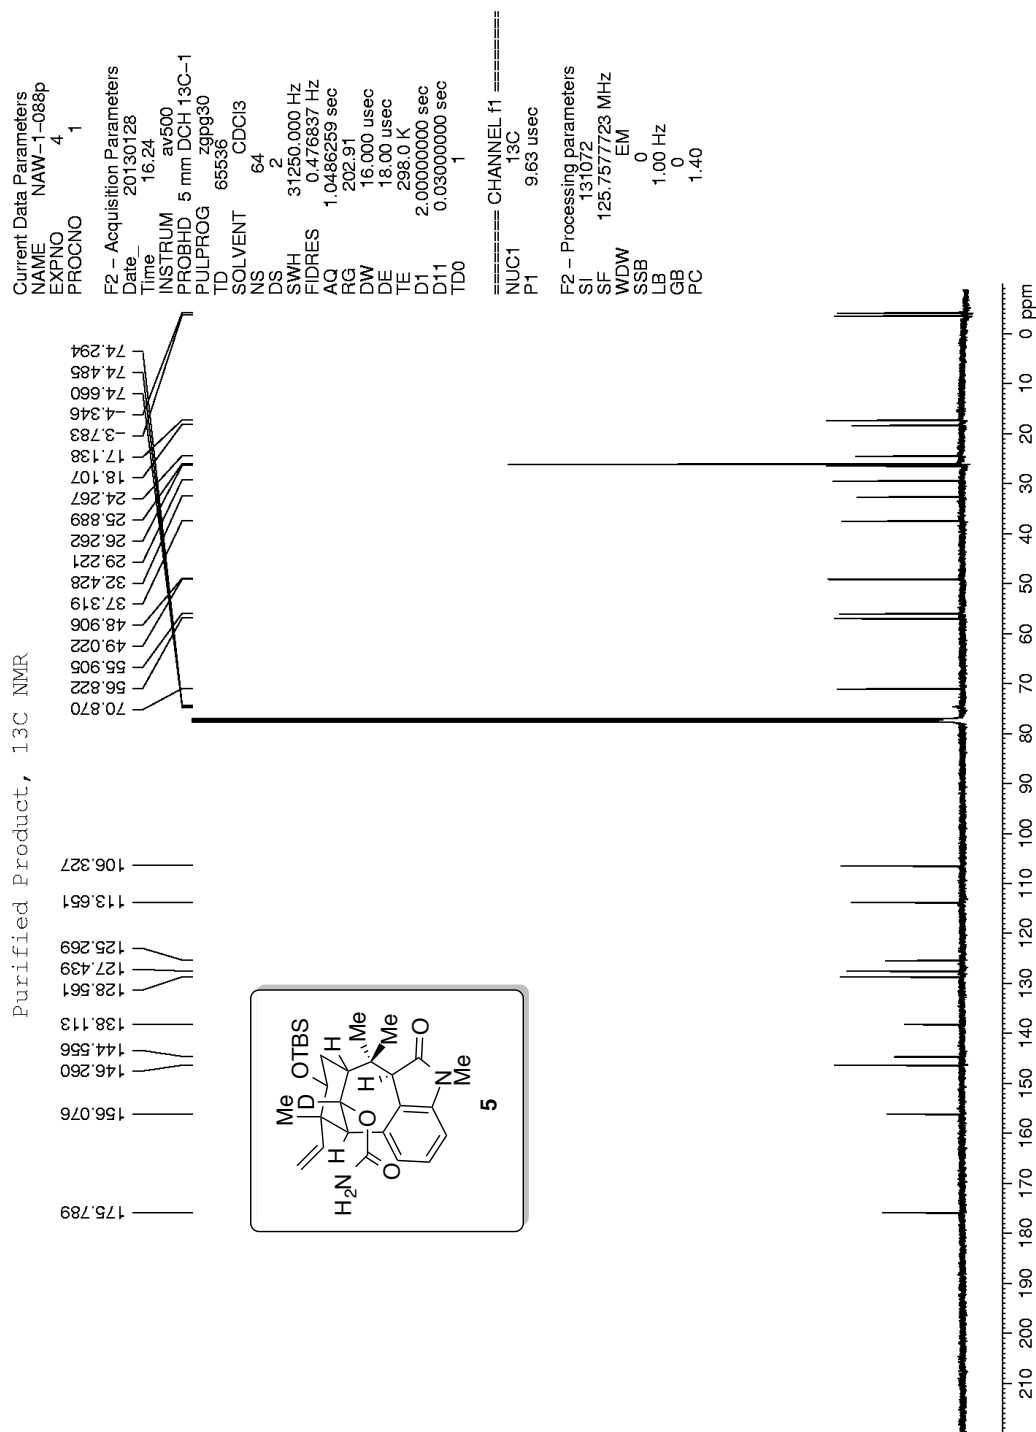 Purified Product, 13C NMR
Current Data Parameters
NAME NAW-1-088p
EXPNO 4
PROCNO 1
F2 - Acquisition Parameters
Date_ 20130128
Time 16.24
INSTRUM av500
PROBHD 5 mm DCH 13C-1
PULPROG zgpg30
TD 65536
SOLVENT CDCl3
NS 64
DS 2
SWH 31250.000 Hz
FIDRES 0.476837 Hz
AQ 1.0486259 sec
RG 202.91
DW 16.000 usec
DE 18.00 usec
TE 298.0 K
D1 2.00000000 sec
D11 0.03000000 sec
TD0 1
======== CHANNEL f1 ========
NUC1 13C
P1 9.63 usec
F2 - Processing parameters
SI 131072
SF 125.7577723 MHz
WDW EM
SSB 0
LB 1.00 Hz
GB 0
PC 1.40
175.789
156.076
146.260
144.556
138.113
128.561
127.439
125.269
113.651
106.327
70.870
56.822
55.905
49.022
48.906
37.319
32.428
29.221
26.262
25.889
24.267
18.107
17.138
-3.783
-4.346
74.660
74.485
74.294
Me
D
OTBS
H
H
H2N
O
O
H
Me
Me
O
N
Me
5
210 200 190 180 170 160 150 140 130 120 110 100 90 80 70 60 50 40 30 20 10 0 ppm